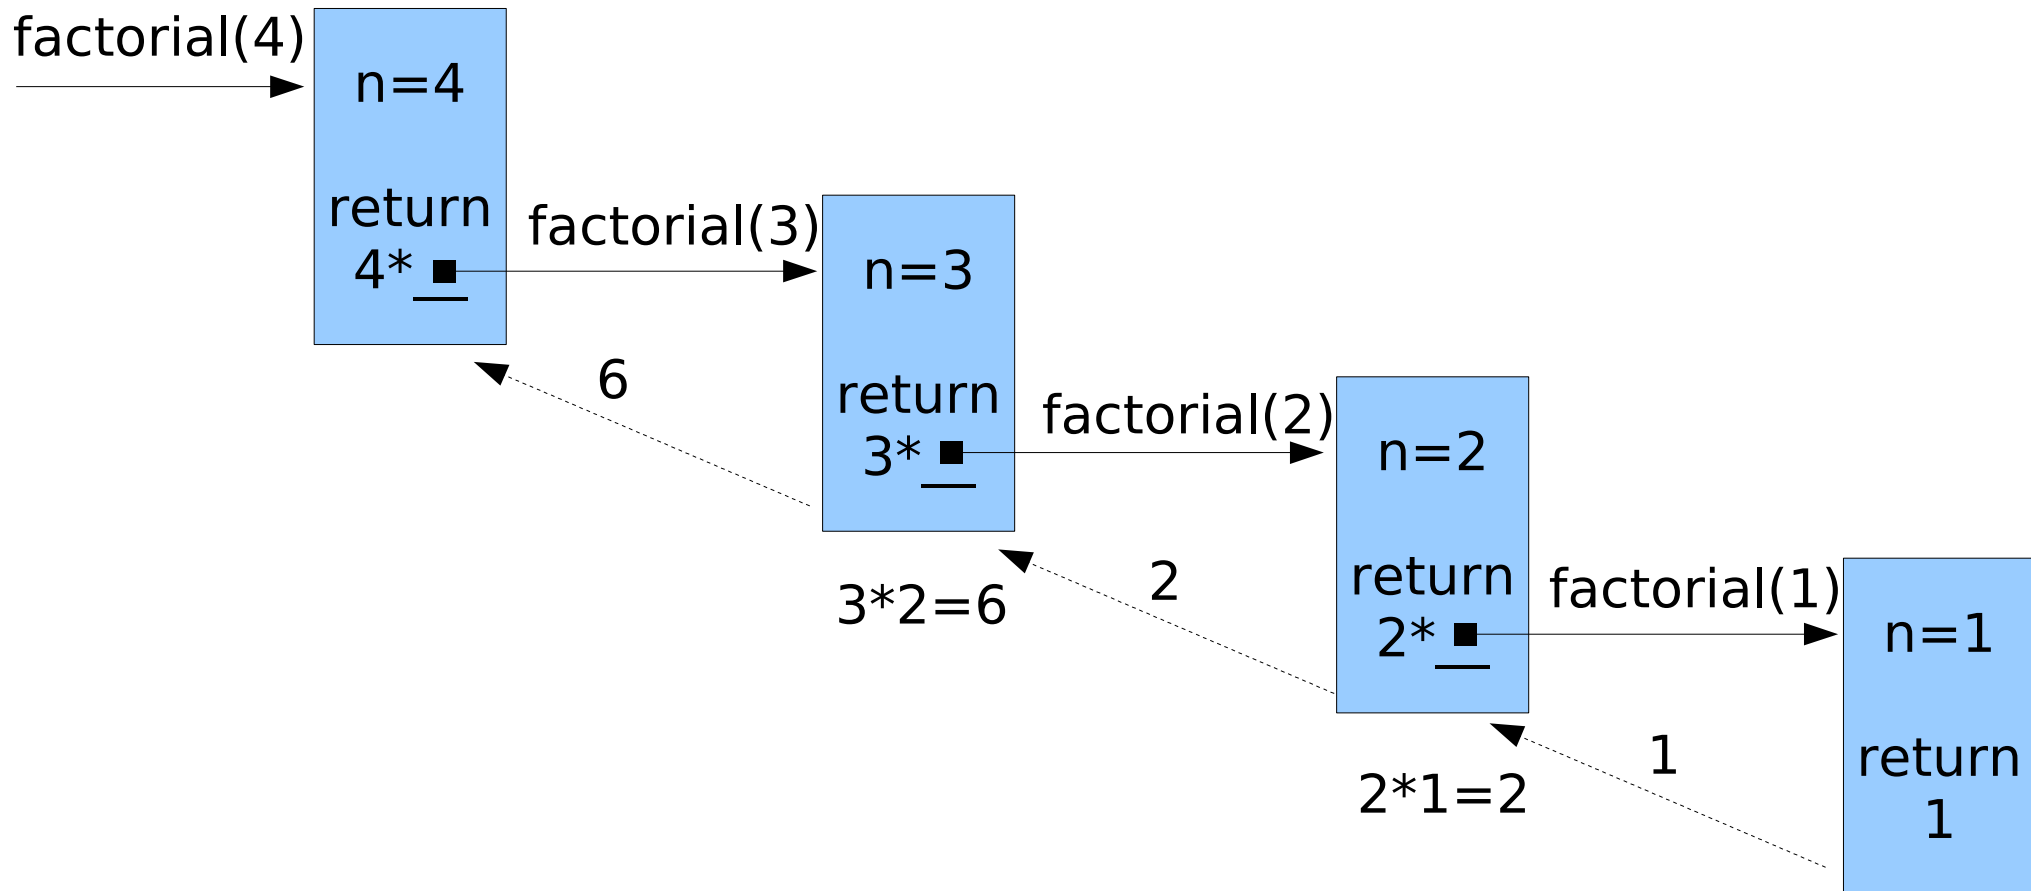 factorial(4)
n=4
return
4*
factorial(3)
n=3
return
3*
6
3*2=6
factorial(2)
n=2
return
2*
2
2*1=2
factorial(1)
n=1
return
1
1